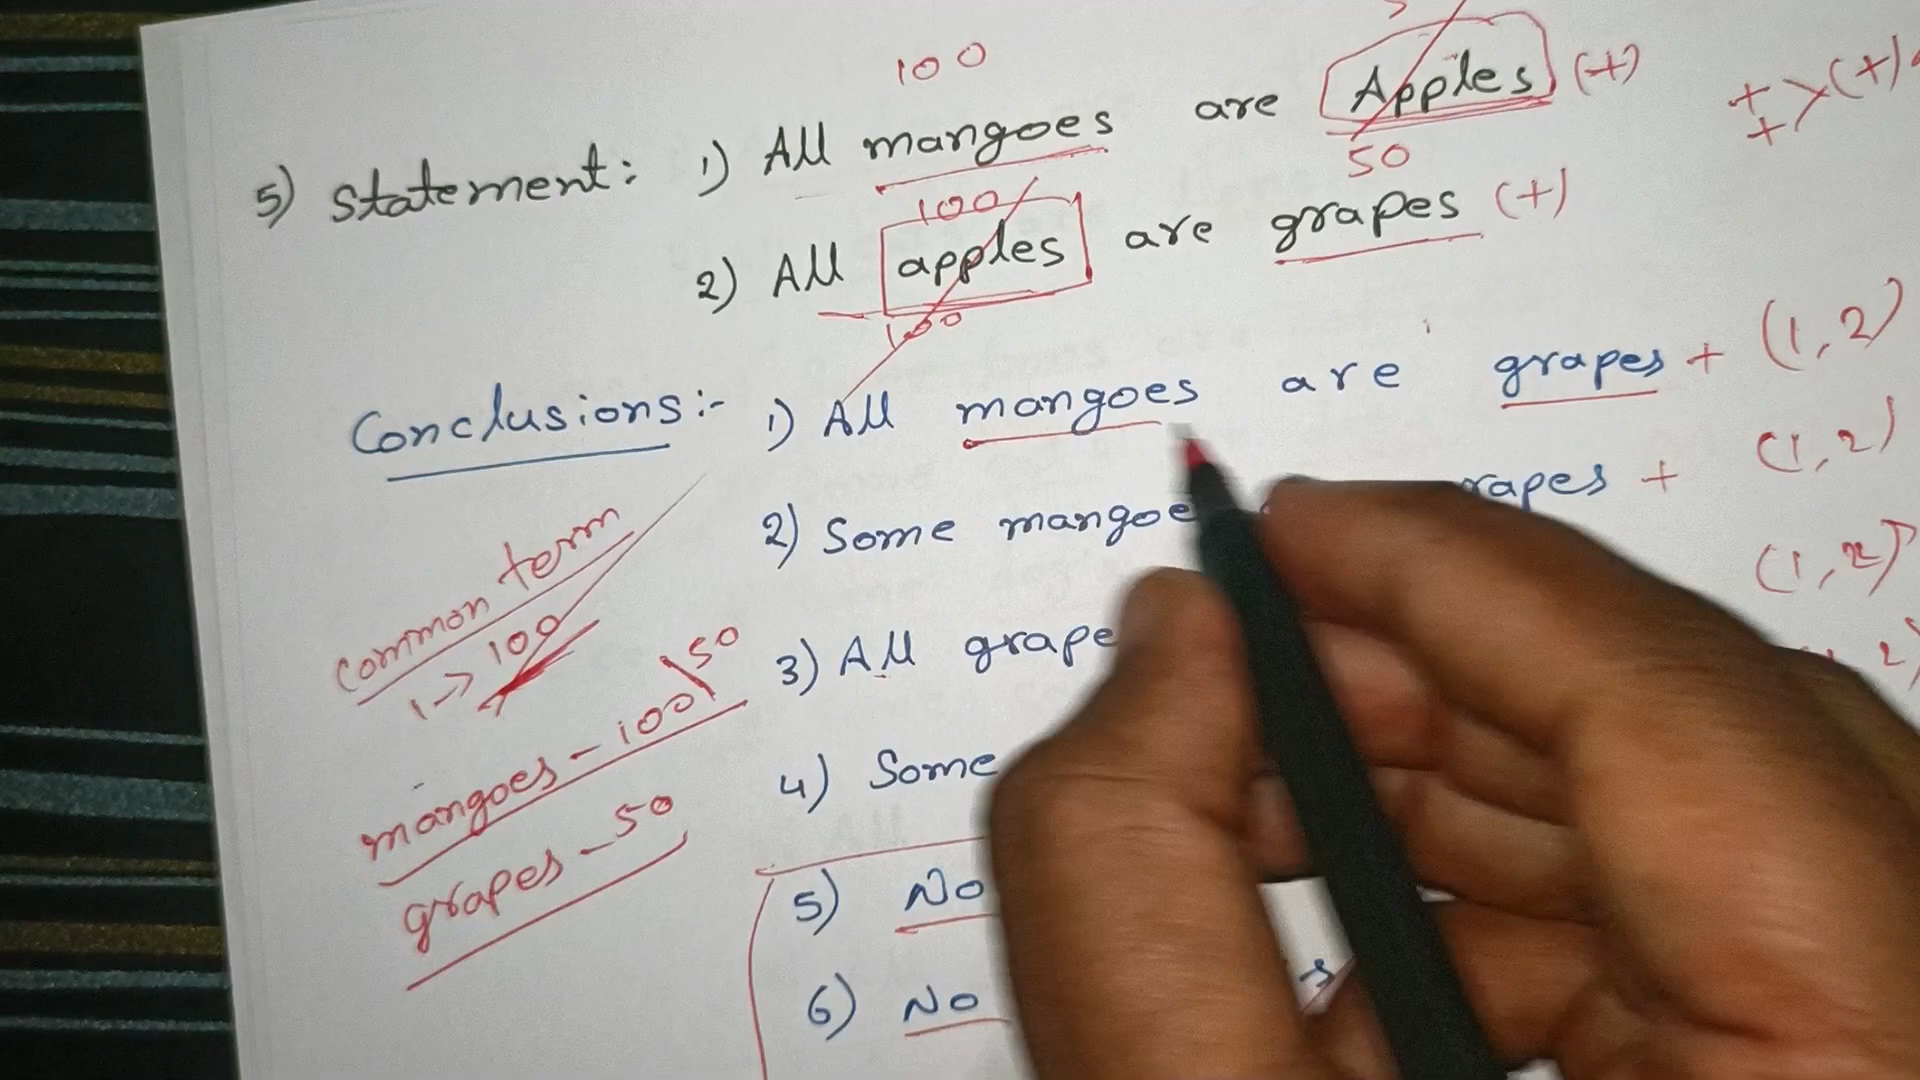 100
5) Statement: 1) All mangoes are Apples (+)
+ + > (+)
50
100
2) All apples are grapes (+)
100
Conclusions:- 1) All mangoes are grapes + (1, 2)
2) Some mangoe rapes + (1, 2)
3) All grape (1, 2)
4) Some 2)
5) No
6) No s
common term
1 -> 100
mangoes - 100 50
grapes - 50